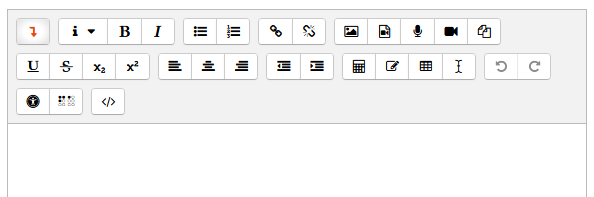 i B I
U S x₂ x²
</>